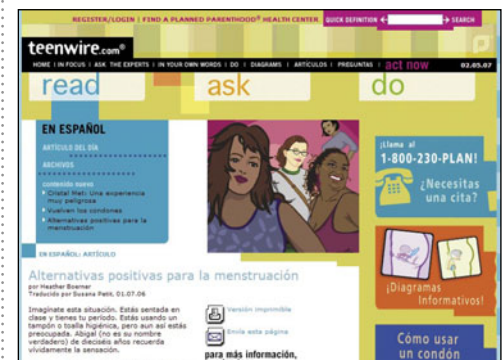 REGISTER/LOGIN | FIND A PLANNED PARENTHOOD® HEALTH CENTER QUICK DEFINITION SEARCH
teenwire.com®
HOME | IN FOCUS | ASK THE EXPERTS | IN YOUR OWN WORDS | DO | DIAGRAMS | ARTÍCULOS | PREGUNTAS | act now 02.05.07
read ask do
EN ESPAÑOL
ARTÍCULO DEL DÍA
ARCHIVOS
contenido nuevo
Cristal Met: Una experiencia
muy peligrosa
Vuelven los condones
Alternativas positivas para la
menstruación
¡Llama al
1-800-230-PLAN!
¿Necesitas
una cita?
¡Diagramas
Informativos!
Cómo usar
un condón
EN ESPAÑOL: ARTÍCULO
Alternativas positivas para la menstruación
por Heather Boerner
Traducido por Susana Petit, 01.07.06
Imagínate esta situación. Estás sentada en
clase y tienes tu período. Estás usando un
tampón o toalla higiénica, pero aun así estás
preocupada. Abigail (no es su nombre
verdadero) de dieciséis años recuerda
vívidamente la sensación.
Versión imprimible
Envíe esta página
para más información,